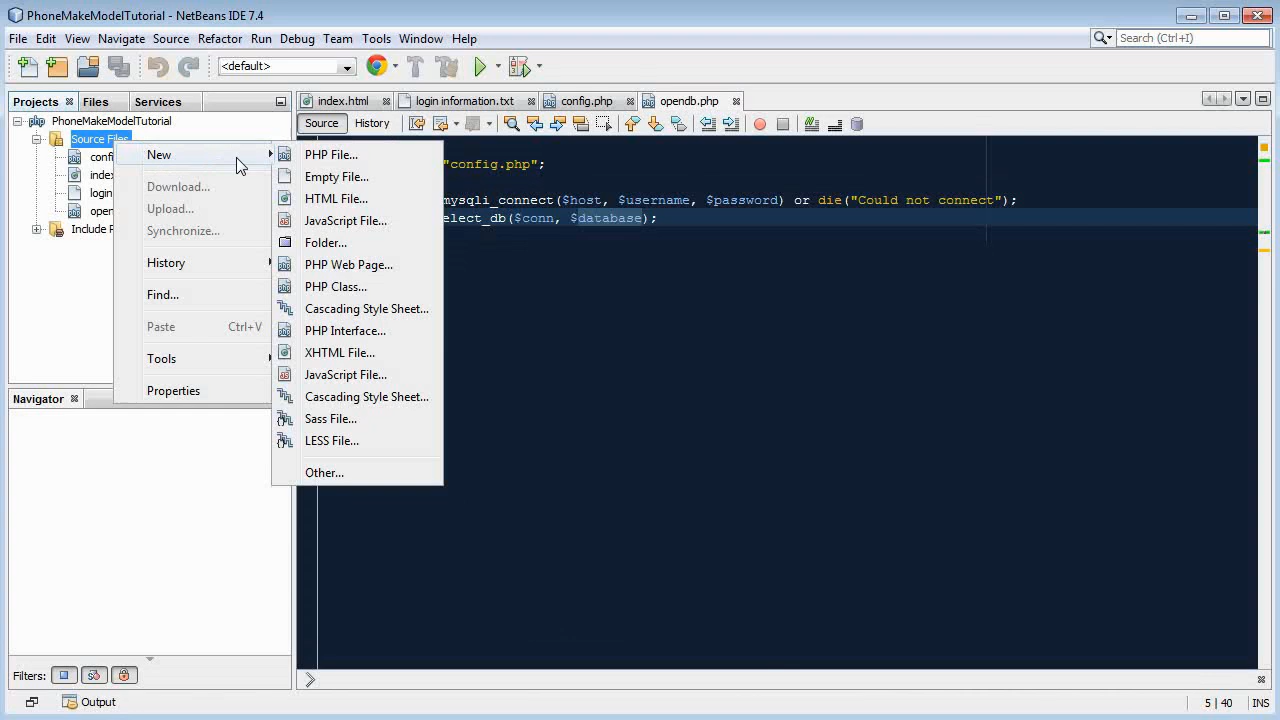 PhoneMakeModelTutorial - NetBeans IDE 7.4
File Edit View Navigate Source Refactor Run Debug Team Tools Window Help
Search (Ctrl+I)
<default>
Projects Files Services
index.html login information.txt config.php opendb.php
Source History
PhoneMakeModelTutorial
Source Files
confi
inde
login
open
Include P
New
Download...
Upload...
Synchronize...
History
Find...
Paste Ctrl+V
Tools
Properties
PHP File...
Empty File...
HTML File...
JavaScript File...
Folder...
PHP Web Page...
PHP Class...
Cascading Style Sheet...
PHP Interface...
XHTML File...
JavaScript File...
Cascading Style Sheet...
Sass File...
LESS File...
Other...
"config.php";
mysqli_connect($host, $username, $password) or die("Could not connect");
elect_db($conn, $database);
Navigator
Filters:
Output
5 | 40 INS